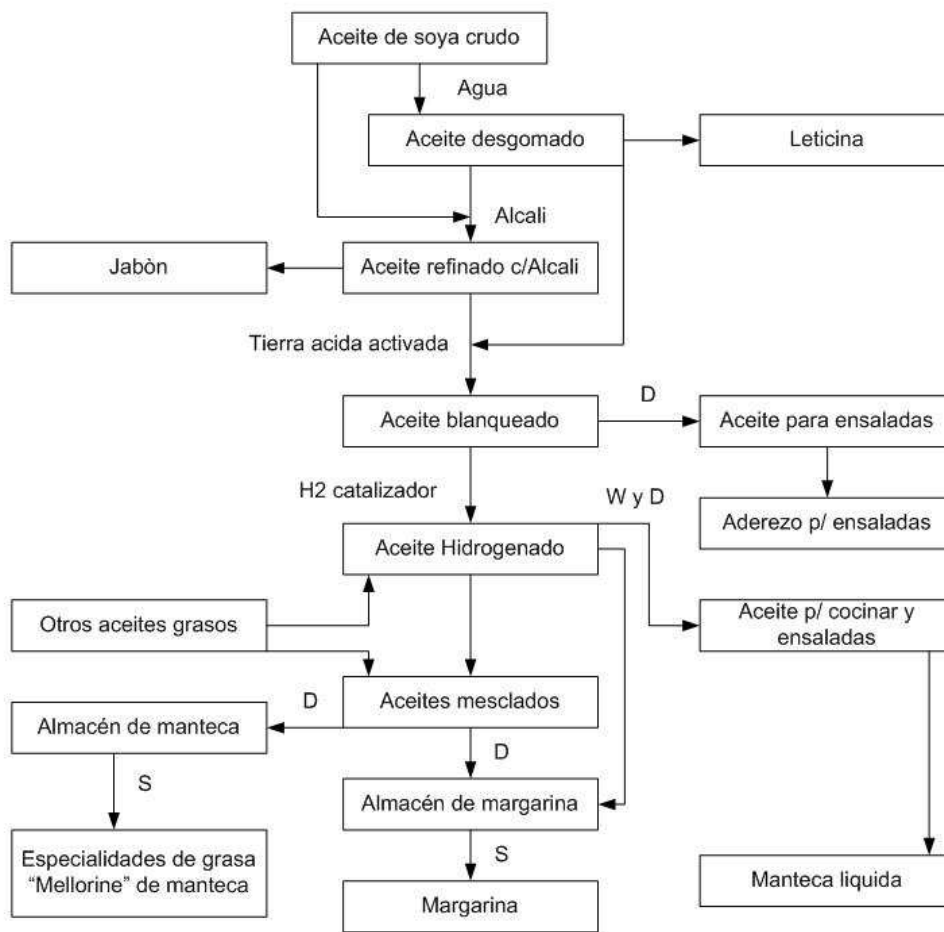 Aceite de soya crudo
Agua
Aceite desgomado
Leticina
Alcali
Jabòn
Aceite refinado c/Alcali
Tierra acida activada
D
Aceite blanqueado
Aceite para ensaladas
H2 catalizador
W y D
Aderezo p/ ensaladas
Aceite Hidrogenado
Otros aceites grasos
Aceite p/ cocinar y
ensaladas
Aceites mesclados
D
Almacén de manteca
D
S
Almacén de margarina
S
Especialidades de grasa
“Mellorine” de manteca
Manteca liquida
Margarina